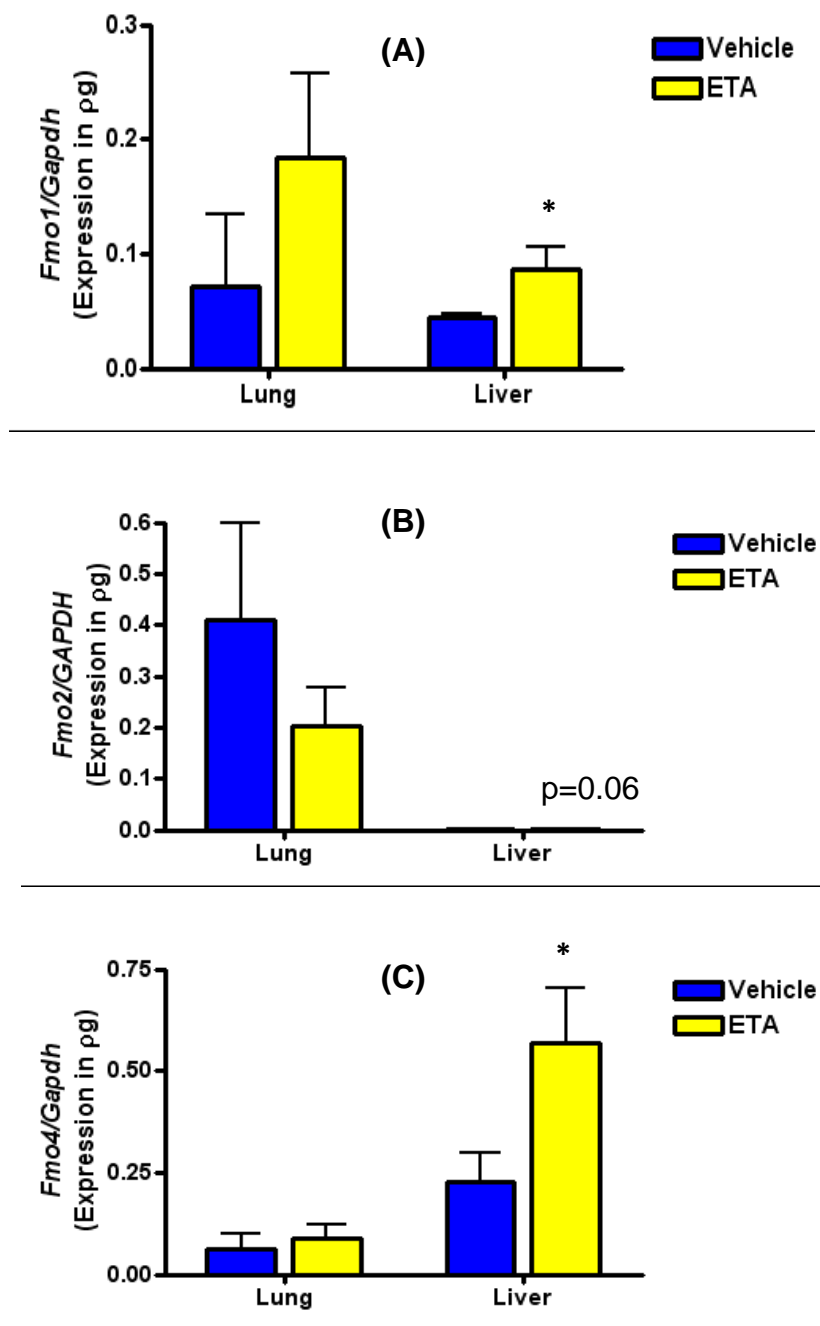 (A)
Vehicle
ETA
Fmo1/Gapdh
(Expression in ρg)
0.3
0.2
0.1
0.0
Lung Liver
*
(B)
Vehicle
ETA
Fmo2/GAPDH
(Expression in ρg)
0.6
0.5
0.4
0.3
0.2
0.1
0.0
p=0.06
Lung Liver
*
(C)
Vehicle
ETA
Fmo4/Gapdh
(Expression in ρg)
0.75
0.50
0.25
0.00
Lung Liver